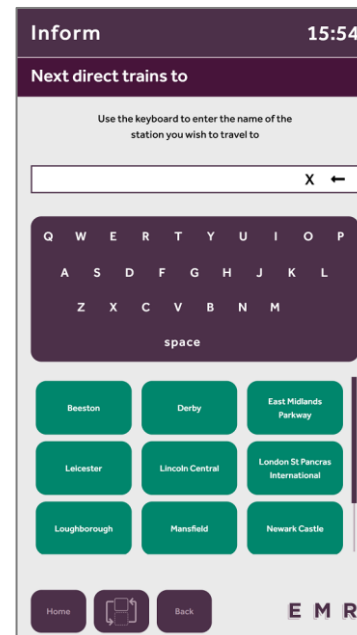 Inform 15:54
Next direct trains to
Use the keyboard to enter the name of the
station you wish to travel to
X
Q W E R T Y U I O P
A S D F G H J K L
Z X C V B N M
space
Beeston Derby East Midlands
Parkway
Leicester Lincoln Central London St Pancras
International
Loughborough Mansfield Newark Castle
Home Back EMR